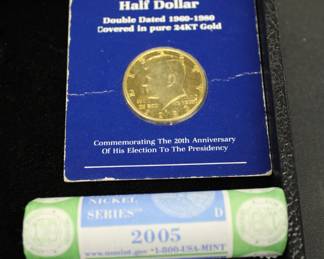 Half Dollar
Double Dated 1960-1980
Covered in pure 24KT Gold
Commemorating The 20th Anniversary
Of His Election To The Presidency
NICKEL
SERIES
D
2005
www.usmint.gov • 1-800-USA-MINT